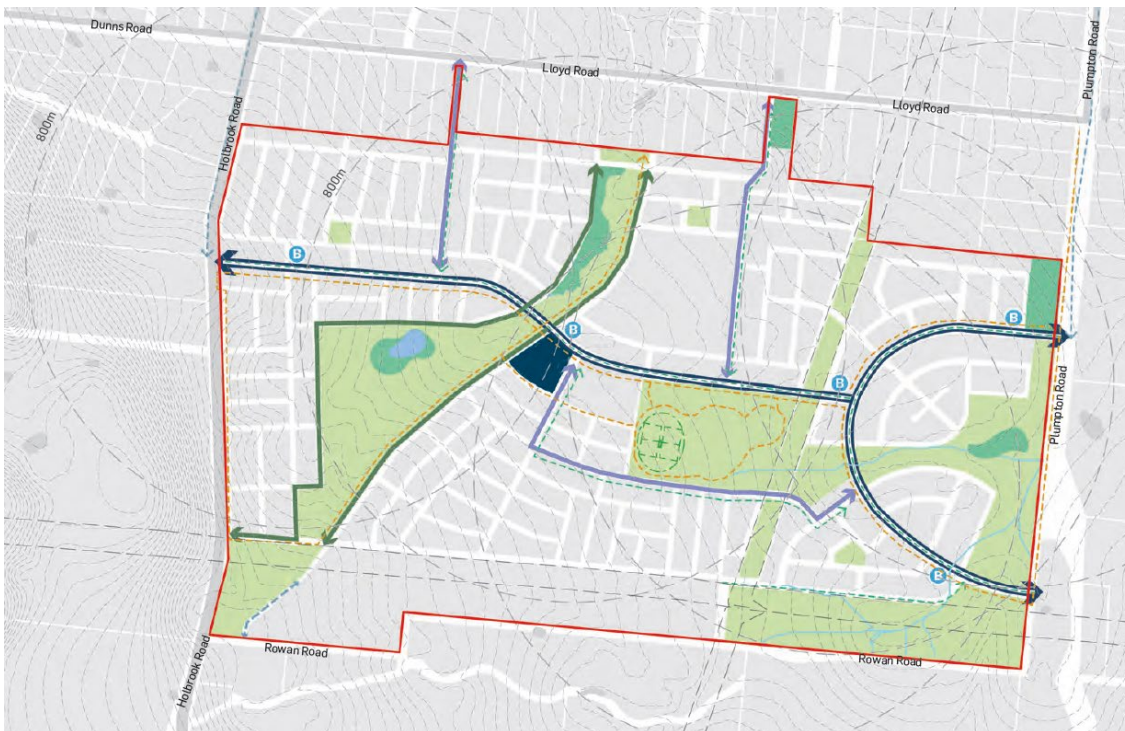 Dunns Road
Plumpton Road
Lloyd Road
Lloyd Road
800m
Holbrook Road
800m
B
B
B
B
Plumpton Road
B
Holbrook Road
Rowan Road
Rowan Road